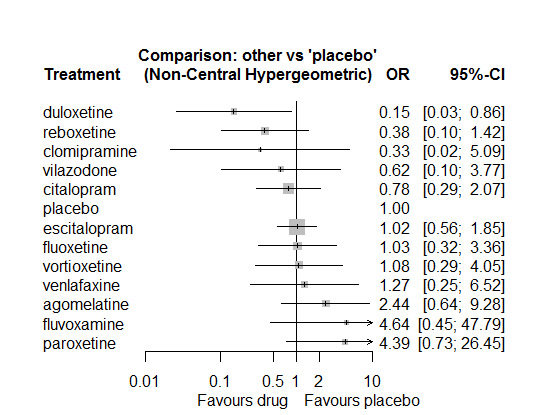 Comparison: other vs 'placebo'
Treatment (Non-Central Hypergeometric) OR 95%-CI
duloxetine 0.15 [0.03; 0.86]
reboxetine 0.38 [0.10; 1.42]
clomipramine 0.33 [0.02; 5.09]
vilazodone 0.62 [0.10; 3.77]
citalopram 0.78 [0.29; 2.07]
placebo 1.00
escitalopram 1.02 [0.56; 1.85]
fluoxetine 1.03 [0.32; 3.36]
vortioxetine 1.08 [0.29; 4.05]
venlafaxine 1.27 [0.25; 6.52]
agomelatine 2.44 [0.64; 9.28]
fluvoxamine 4.64 [0.45; 47.79]
paroxetine 4.39 [0.73; 26.45]
0.01 0.1 0.5 1 2 10
Favours drug Favours placebo